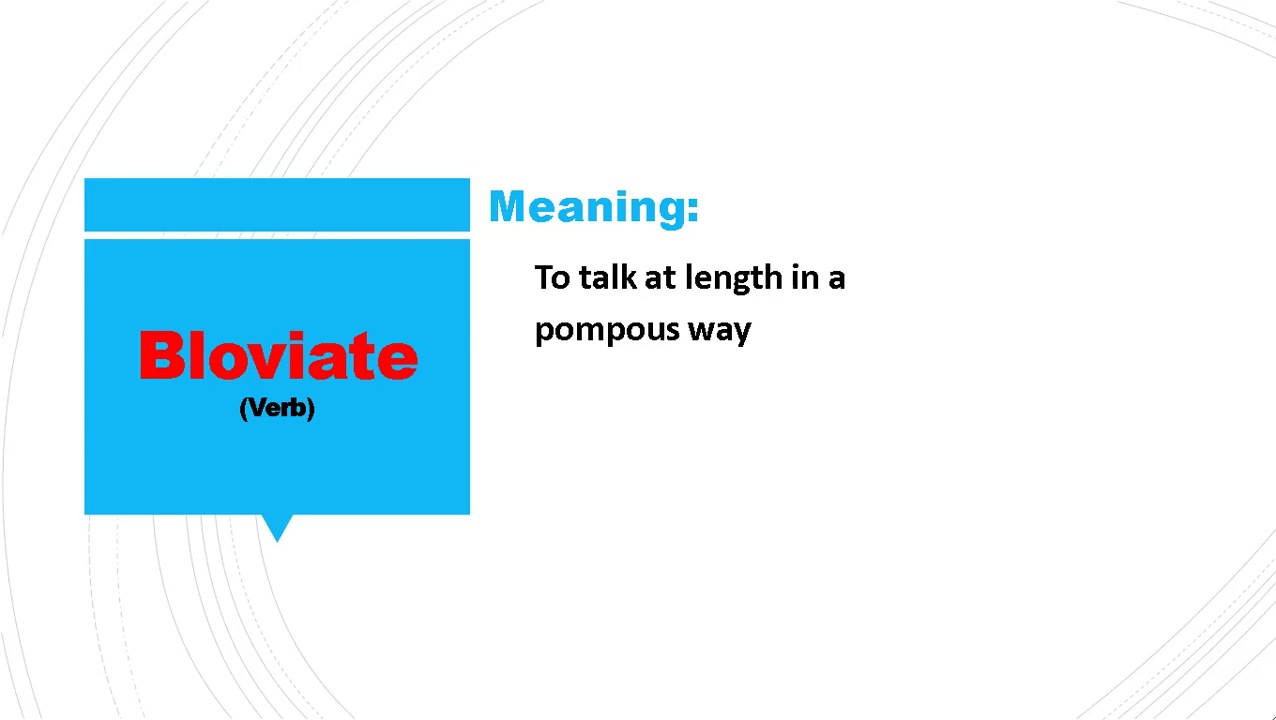 Meaning:
To talk at length in a
pompous way
Bloviate
(Verb)